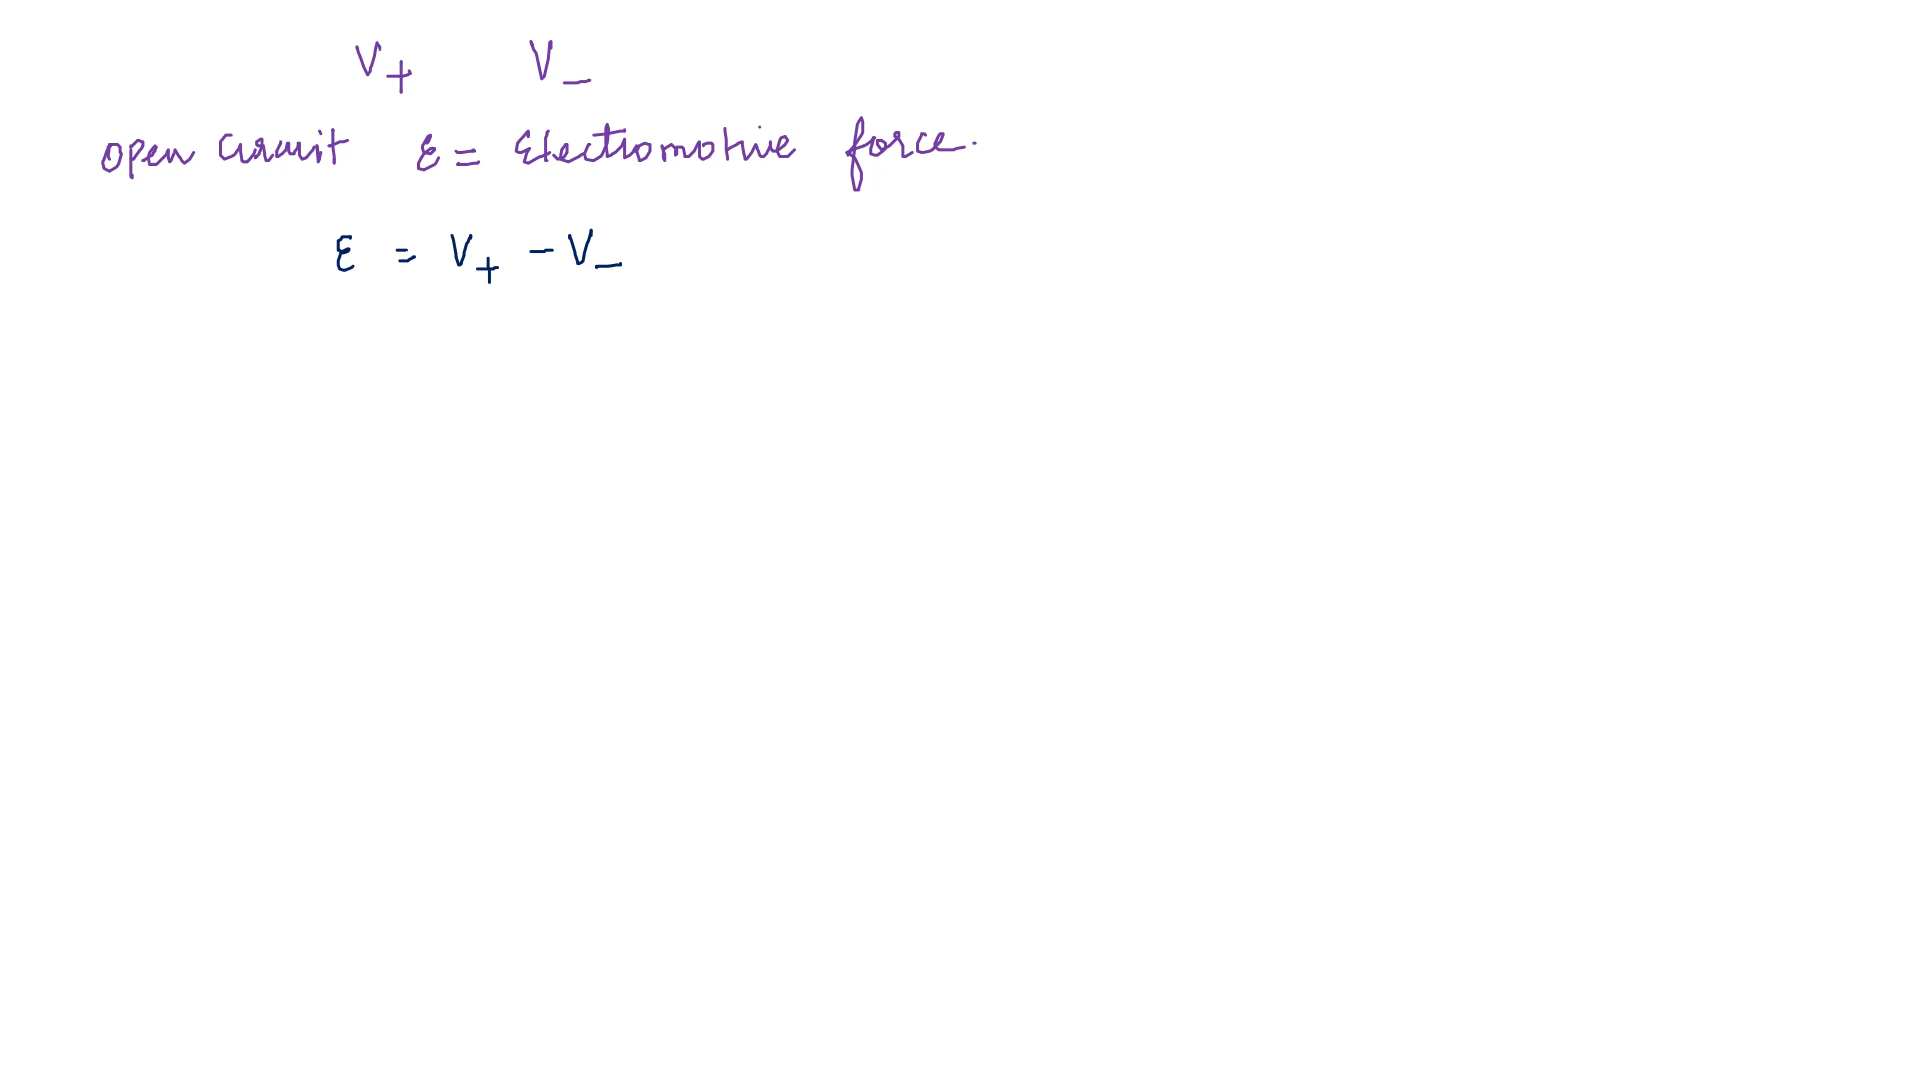 V₊ V₋
open circuit ε = Electromotive force.
ε = V₊ - V₋